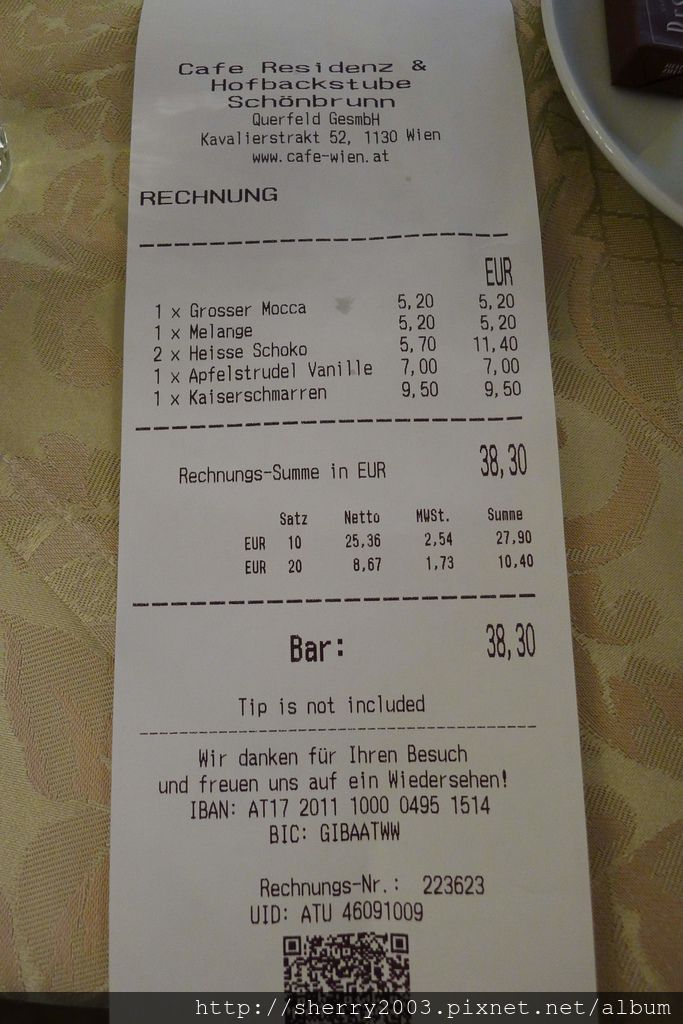 Cafe Residenz &
Hofbackstube
Schönbrunn
Querfeld GesmbH
Kavalierstrakt 52, 1130 Wien
www.cafe-wien.at
RECHNUNG
EUR
1 x Grosser Mocca 5,20 5,20
1 x Melange 5,20 5,20
2 x Heisse Schoko 5,70 11,40
1 x Apfelstrudel Vanille 7,00 7,00
1 x Kaiserschmarren 9,50 9,50
Rechnungs-Summe in EUR 38,30
Satz Netto MWSt. Summe
EUR 10 25,36 2,54 27,90
EUR 20 8,67 1,73 10,40
Bar: 38,30
Tip is not included
Wir danken für Ihren Besuch
und freuen uns auf ein Wiedersehen!
IBAN: AT17 2011 1000 0495 1514
BIC: GIBAATWW
Rechnungs-Nr.: 223623
UID: ATU 46091009
http://sherry2003.pixnet.net/album